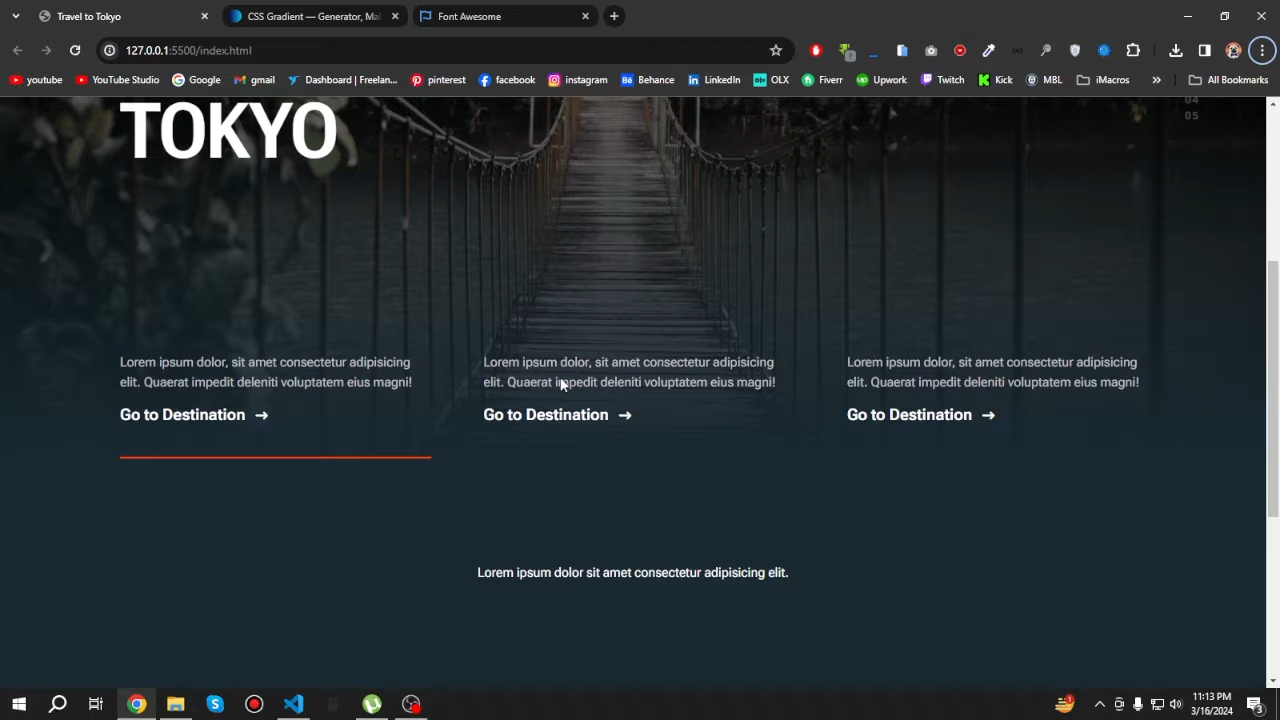 Travel to Tokyo
CSS Gradient — Generator, Ma
Font Awesome
127.0.0.1:5500/index.html
youtube
YouTube Studio
Google
gmail
Dashboard | Freelan...
pinterest
facebook
instagram
Behance
LinkedIn
OLX
Fiverr
Upwork
Twitch
Kick
MBL
iMacros
All Bookmarks
04
05
TOKYO
Lorem ipsum dolor, sit amet consectetur adipisicing
elit. Quaerat impedit deleniti voluptatem eius magni!
Go to Destination →
Lorem ipsum dolor, sit amet consectetur adipisicing
elit. Quaerat impedit deleniti voluptatem eius magni!
Go to Destination →
Lorem ipsum dolor, sit amet consectetur adipisicing
elit. Quaerat impedit deleniti voluptatem eius magni!
Go to Destination →
Lorem ipsum dolor sit amet consectetur adipisicing elit.
11:13 PM
3/16/2024